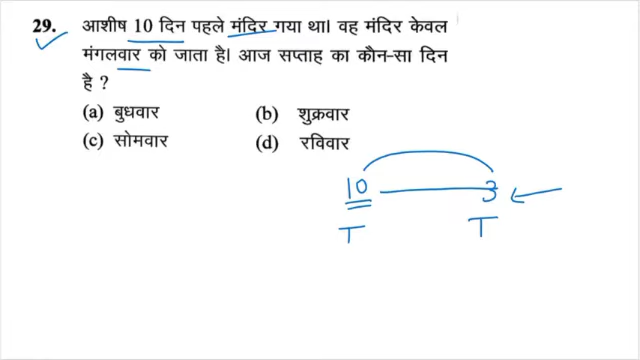 29. आशीष 10 दिन पहले मंदिर गया था। वह मंदिर केवल
मंगलवार को जाता है। आज सप्ताह का कौन-सा दिन
है ?
(a) बुधवार (b) शुक्रवार
(c) सोमवार (d) रविवार
10 3
T T